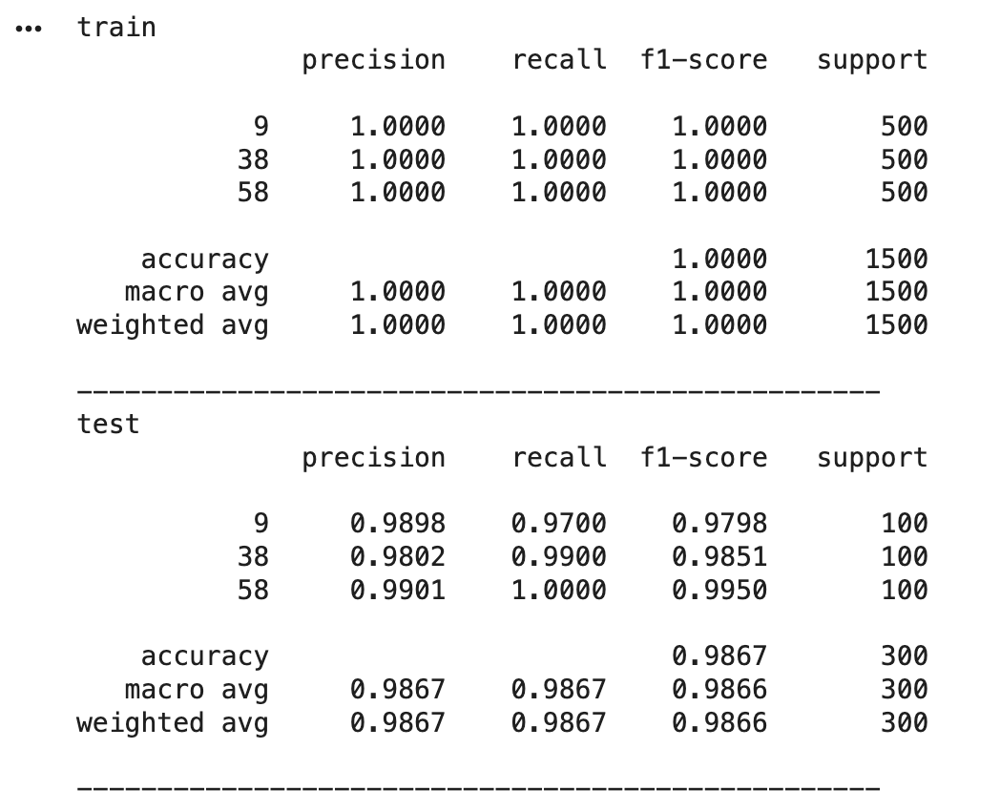 train
precision recall f1-score support
9 1.0000 1.0000 1.0000 500
38 1.0000 1.0000 1.0000 500
58 1.0000 1.0000 1.0000 500
accuracy 1.0000 1500
macro avg 1.0000 1.0000 1.0000 1500
weighted avg 1.0000 1.0000 1.0000 1500
--------------------------------------------------
test
precision recall f1-score support
9 0.9898 0.9700 0.9798 100
38 0.9802 0.9900 0.9851 100
58 0.9901 1.0000 0.9950 100
accuracy 0.9867 300
macro avg 0.9867 0.9867 0.9866 300
weighted avg 0.9867 0.9867 0.9866 300
--------------------------------------------------